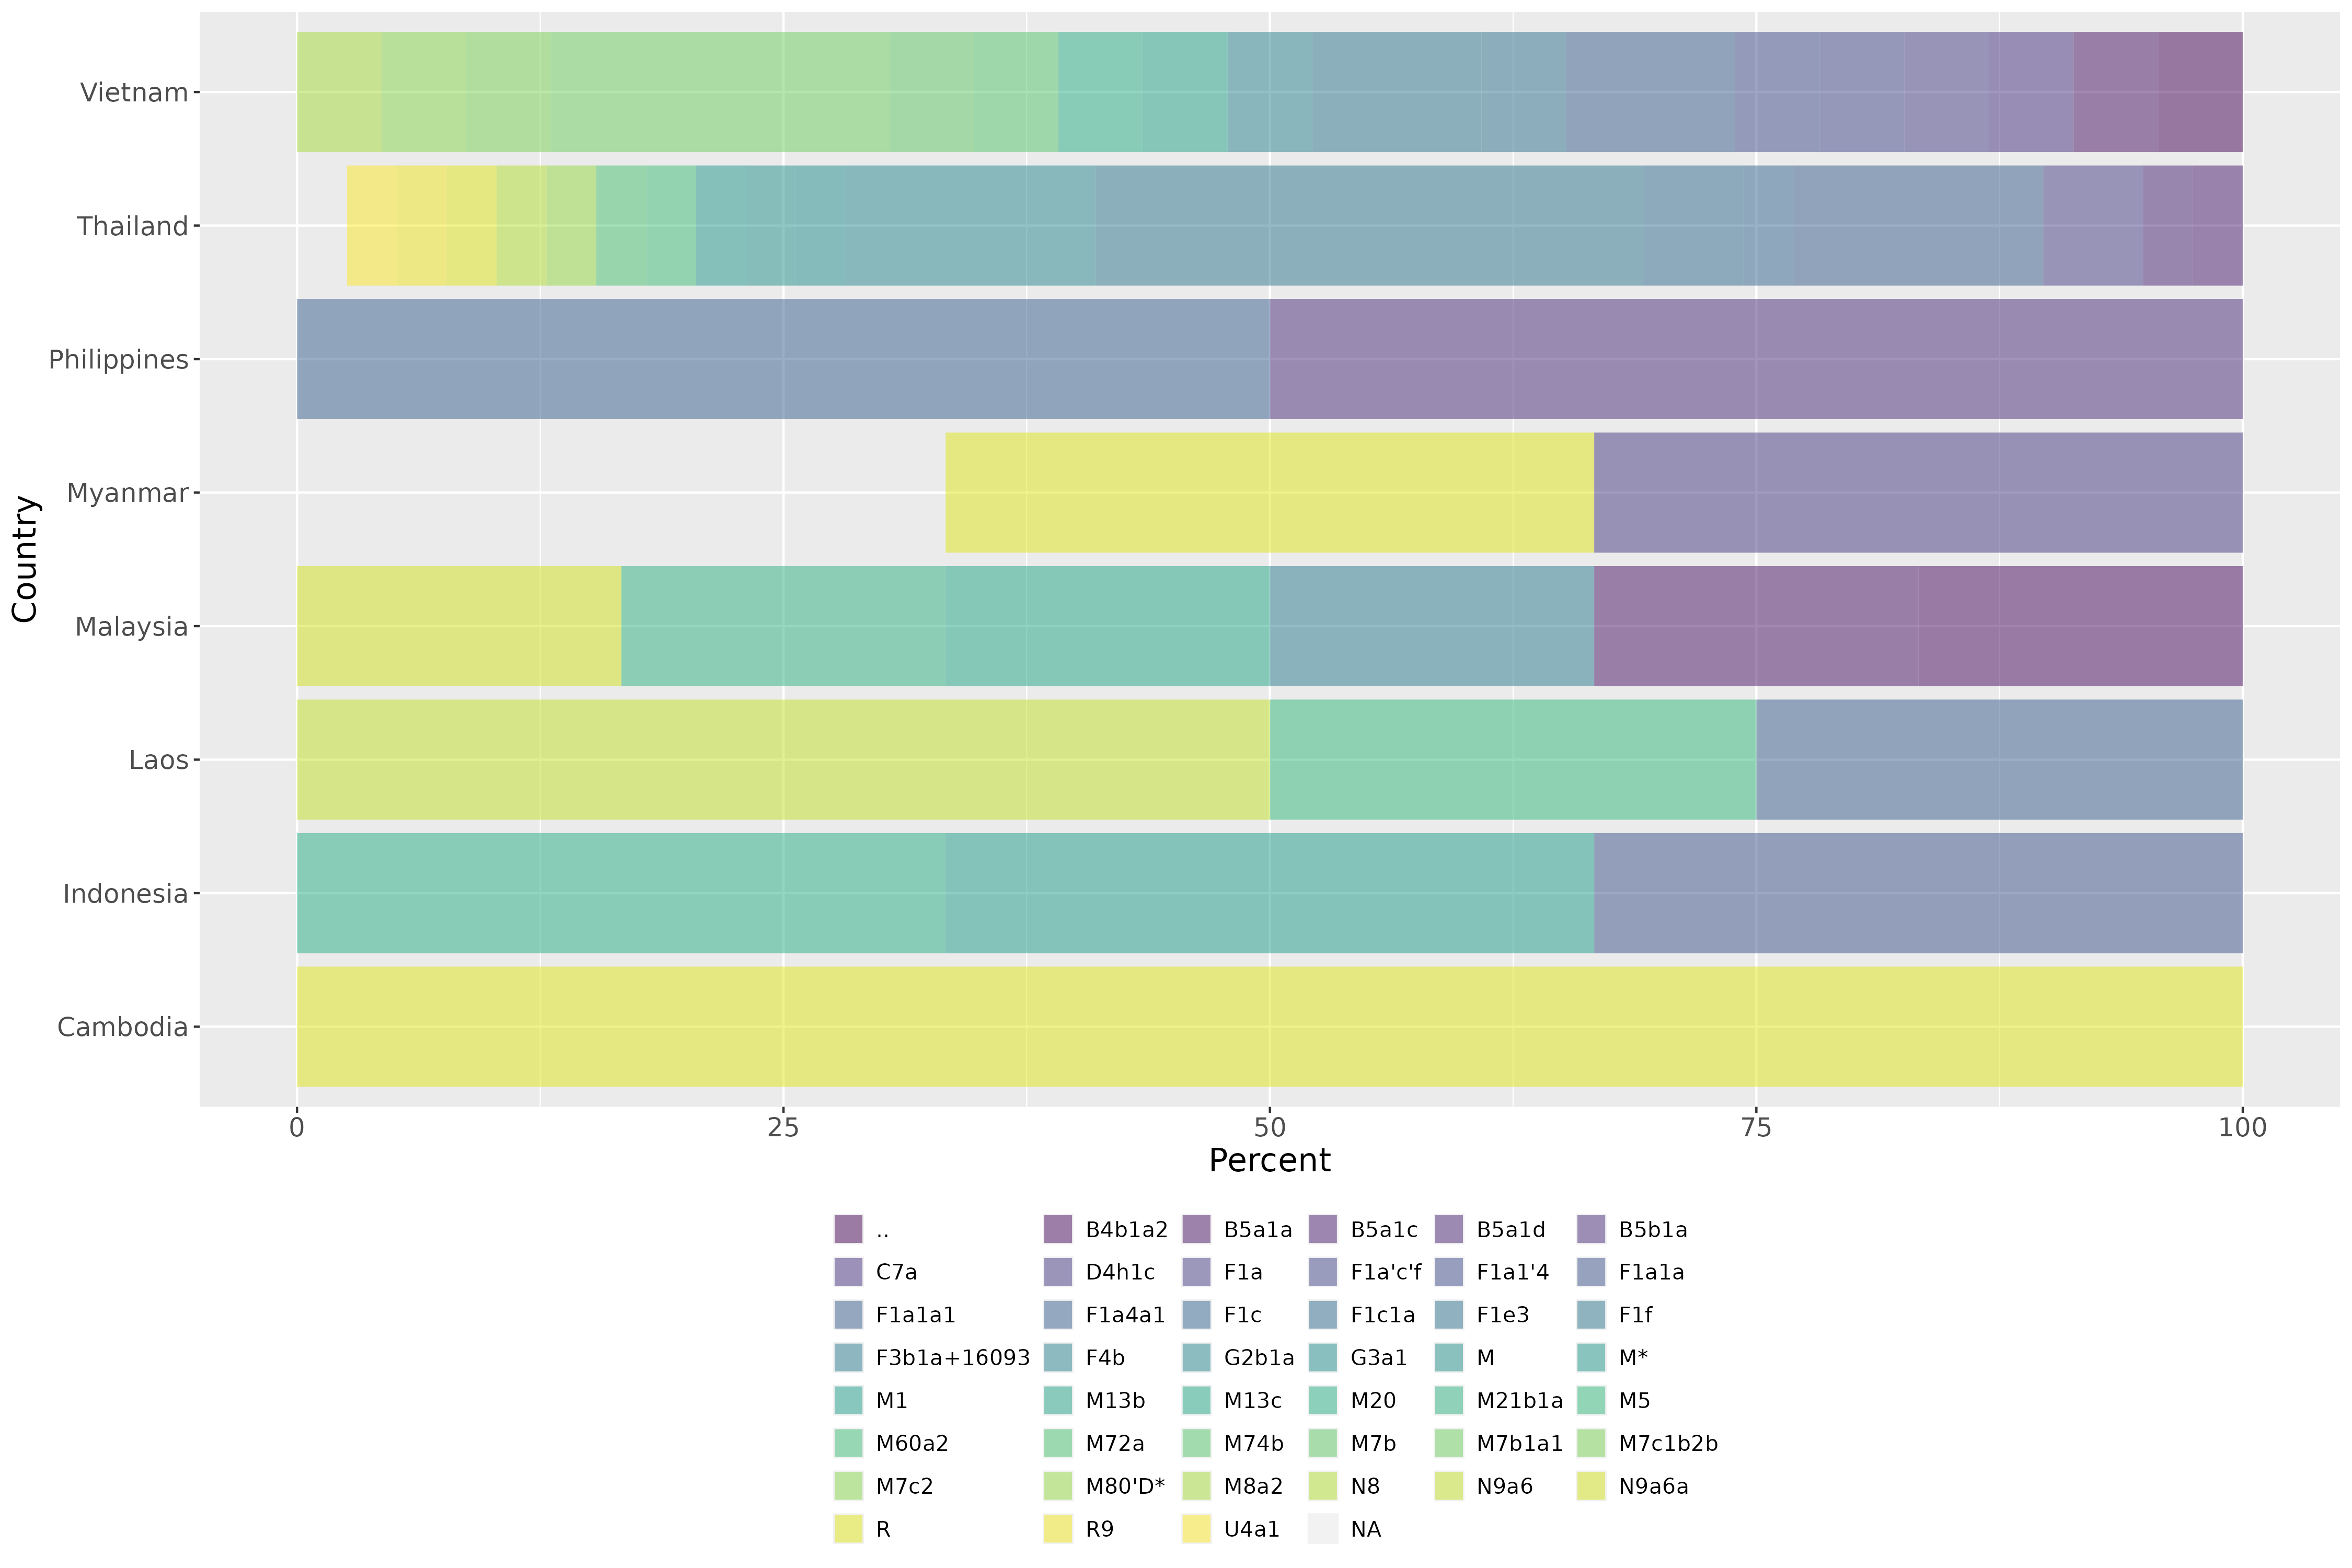 Vietnam
Thailand
Philippines
Myanmar
Malaysia
Laos
Indonesia
Cambodia
Country
0 25 50 75 100
Percent
.. B4b1a2 B5a1a B5a1c B5a1d B5b1a
C7a D4h1c F1a F1a'c'f F1a1'4 F1a1a
F1a1a1 F1a4a1 F1c F1c1a F1e3 F1f
F3b1a+16093 F4b G2b1a G3a1 M M*
M1 M13b M13c M20 M21b1a M5
M60a2 M72a M74b M7b M7b1a1 M7c1b2b
M7c2 M80'D* M8a2 N8 N9a6 N9a6a
R R9 U4a1 NA